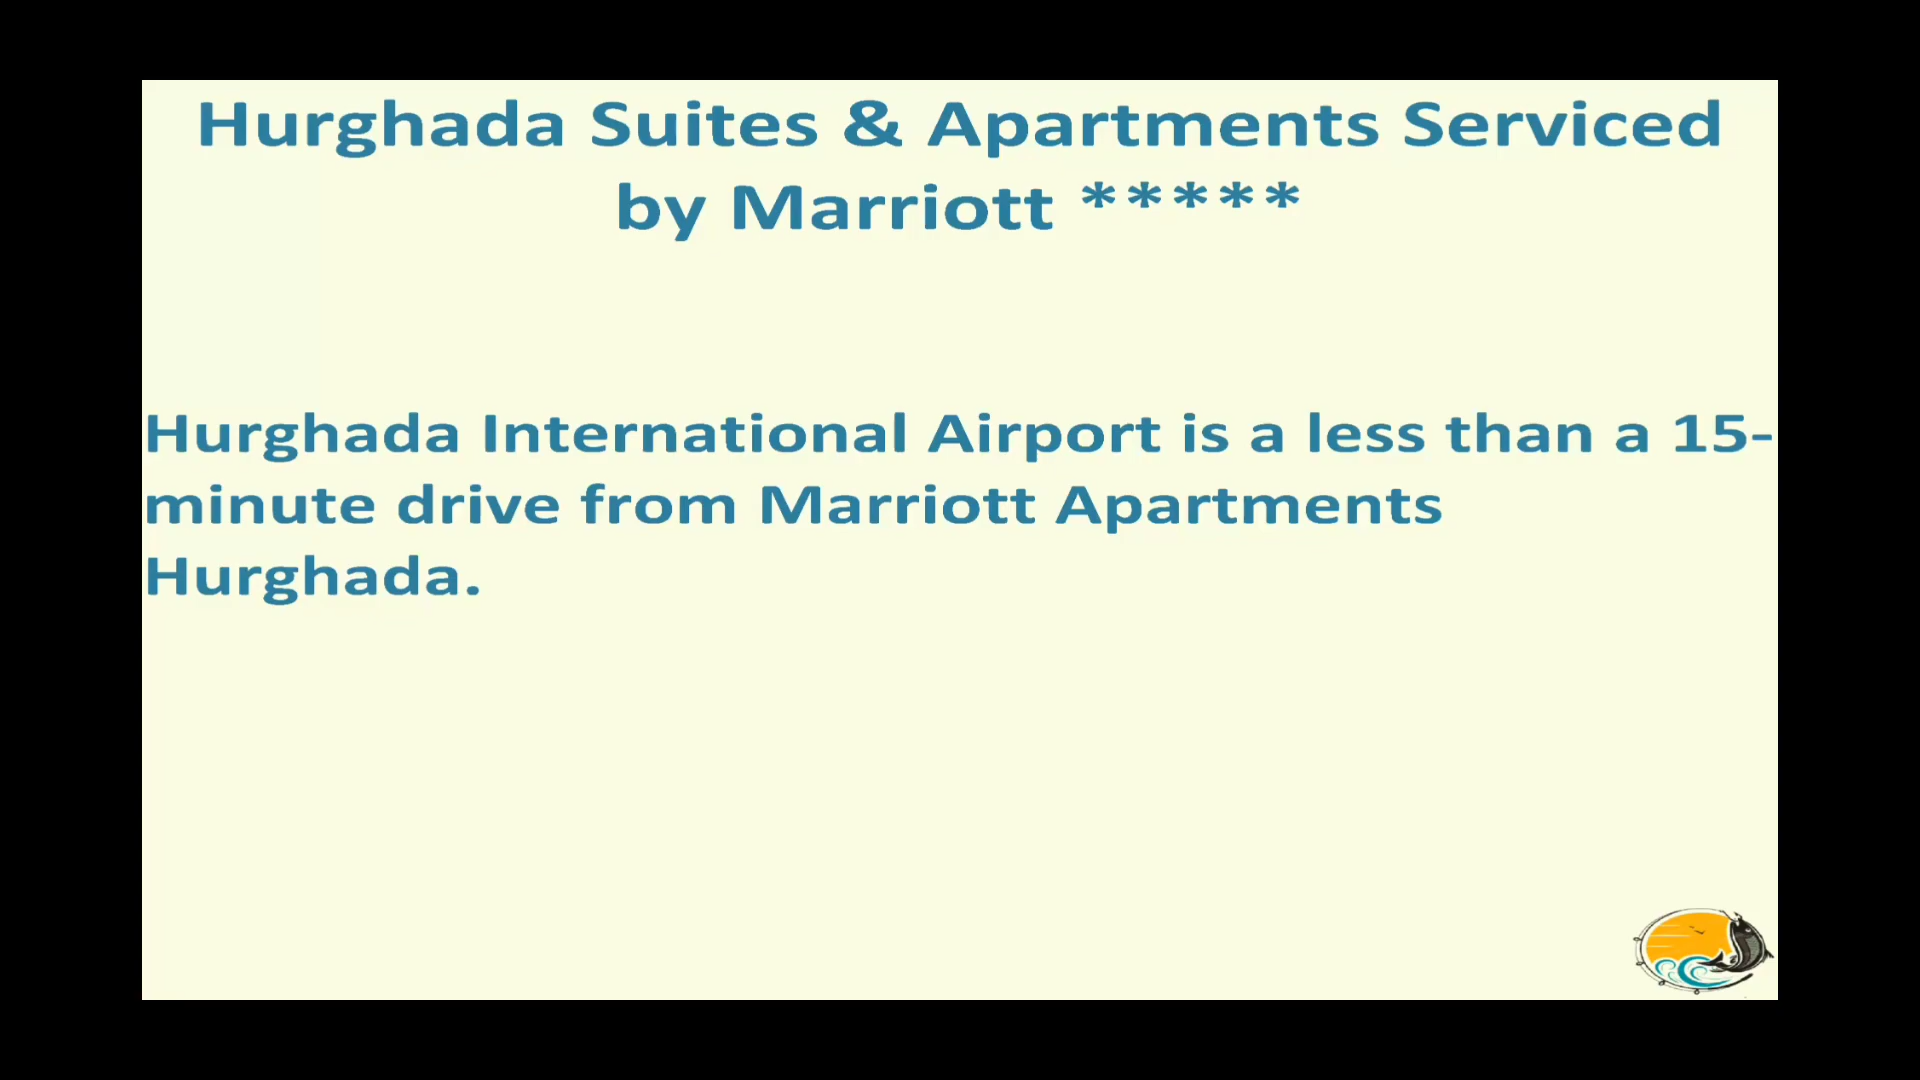 Hurghada Suites & Apartments Serviced
by Marriott *****
Hurghada International Airport is a less than a 15-
minute drive from Marriott Apartments
Hurghada.